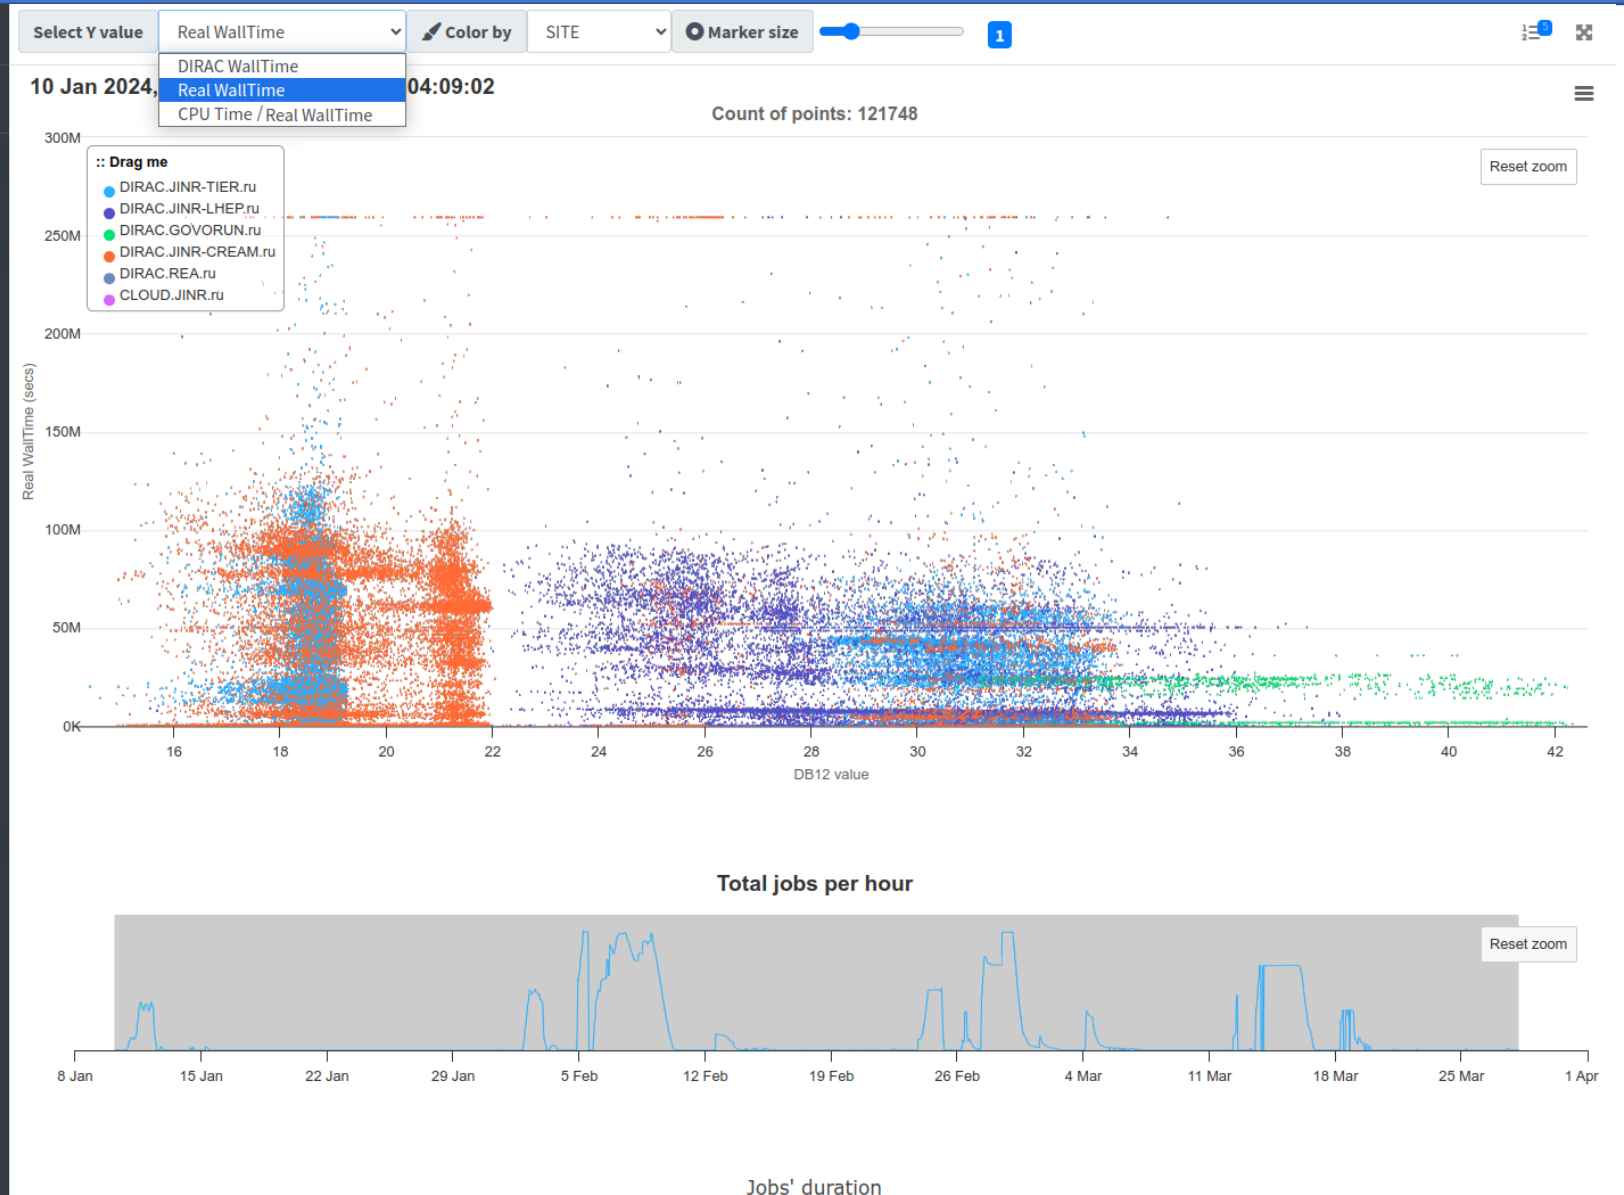 Select Y value Real WallTime Color by SITE Marker size 1 5
DIRAC WallTime
Real WallTime
CPU Time / Real WallTime
10 Jan 2024, 04:09:02
Count of points: 121748
Reset zoom
:: Drag me
DIRAC.JINR-TIER.ru
DIRAC.JINR-LHEP.ru
DIRAC.GOVORUN.ru
DIRAC.JINR-CREAM.ru
DIRAC.REA.ru
CLOUD.JINR.ru
Real WallTime (secs)
300M
250M
200M
150M
100M
50M
0K
16 18 20 22 24 26 28 30 32 34 36 38 40 42
DB12 value
Total jobs per hour
Reset zoom
8 Jan 15 Jan 22 Jan 29 Jan 5 Feb 12 Feb 19 Feb 26 Feb 4 Mar 11 Mar 18 Mar 25 Mar 1 Apr
Jobs' duration